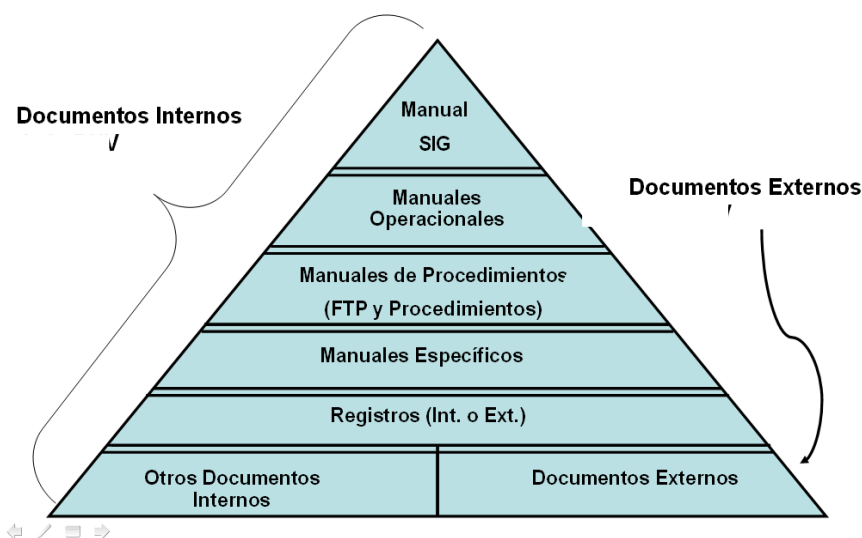 Documentos Internos
Documentos Externos
Manual
SIG
Manuales
Operacionales
Manuales de Procedimientos
(FTP y Procedimientos)
Manuales Específicos
Registros (Int. o Ext.)
Otros Documentos
Internos
Documentos Externos